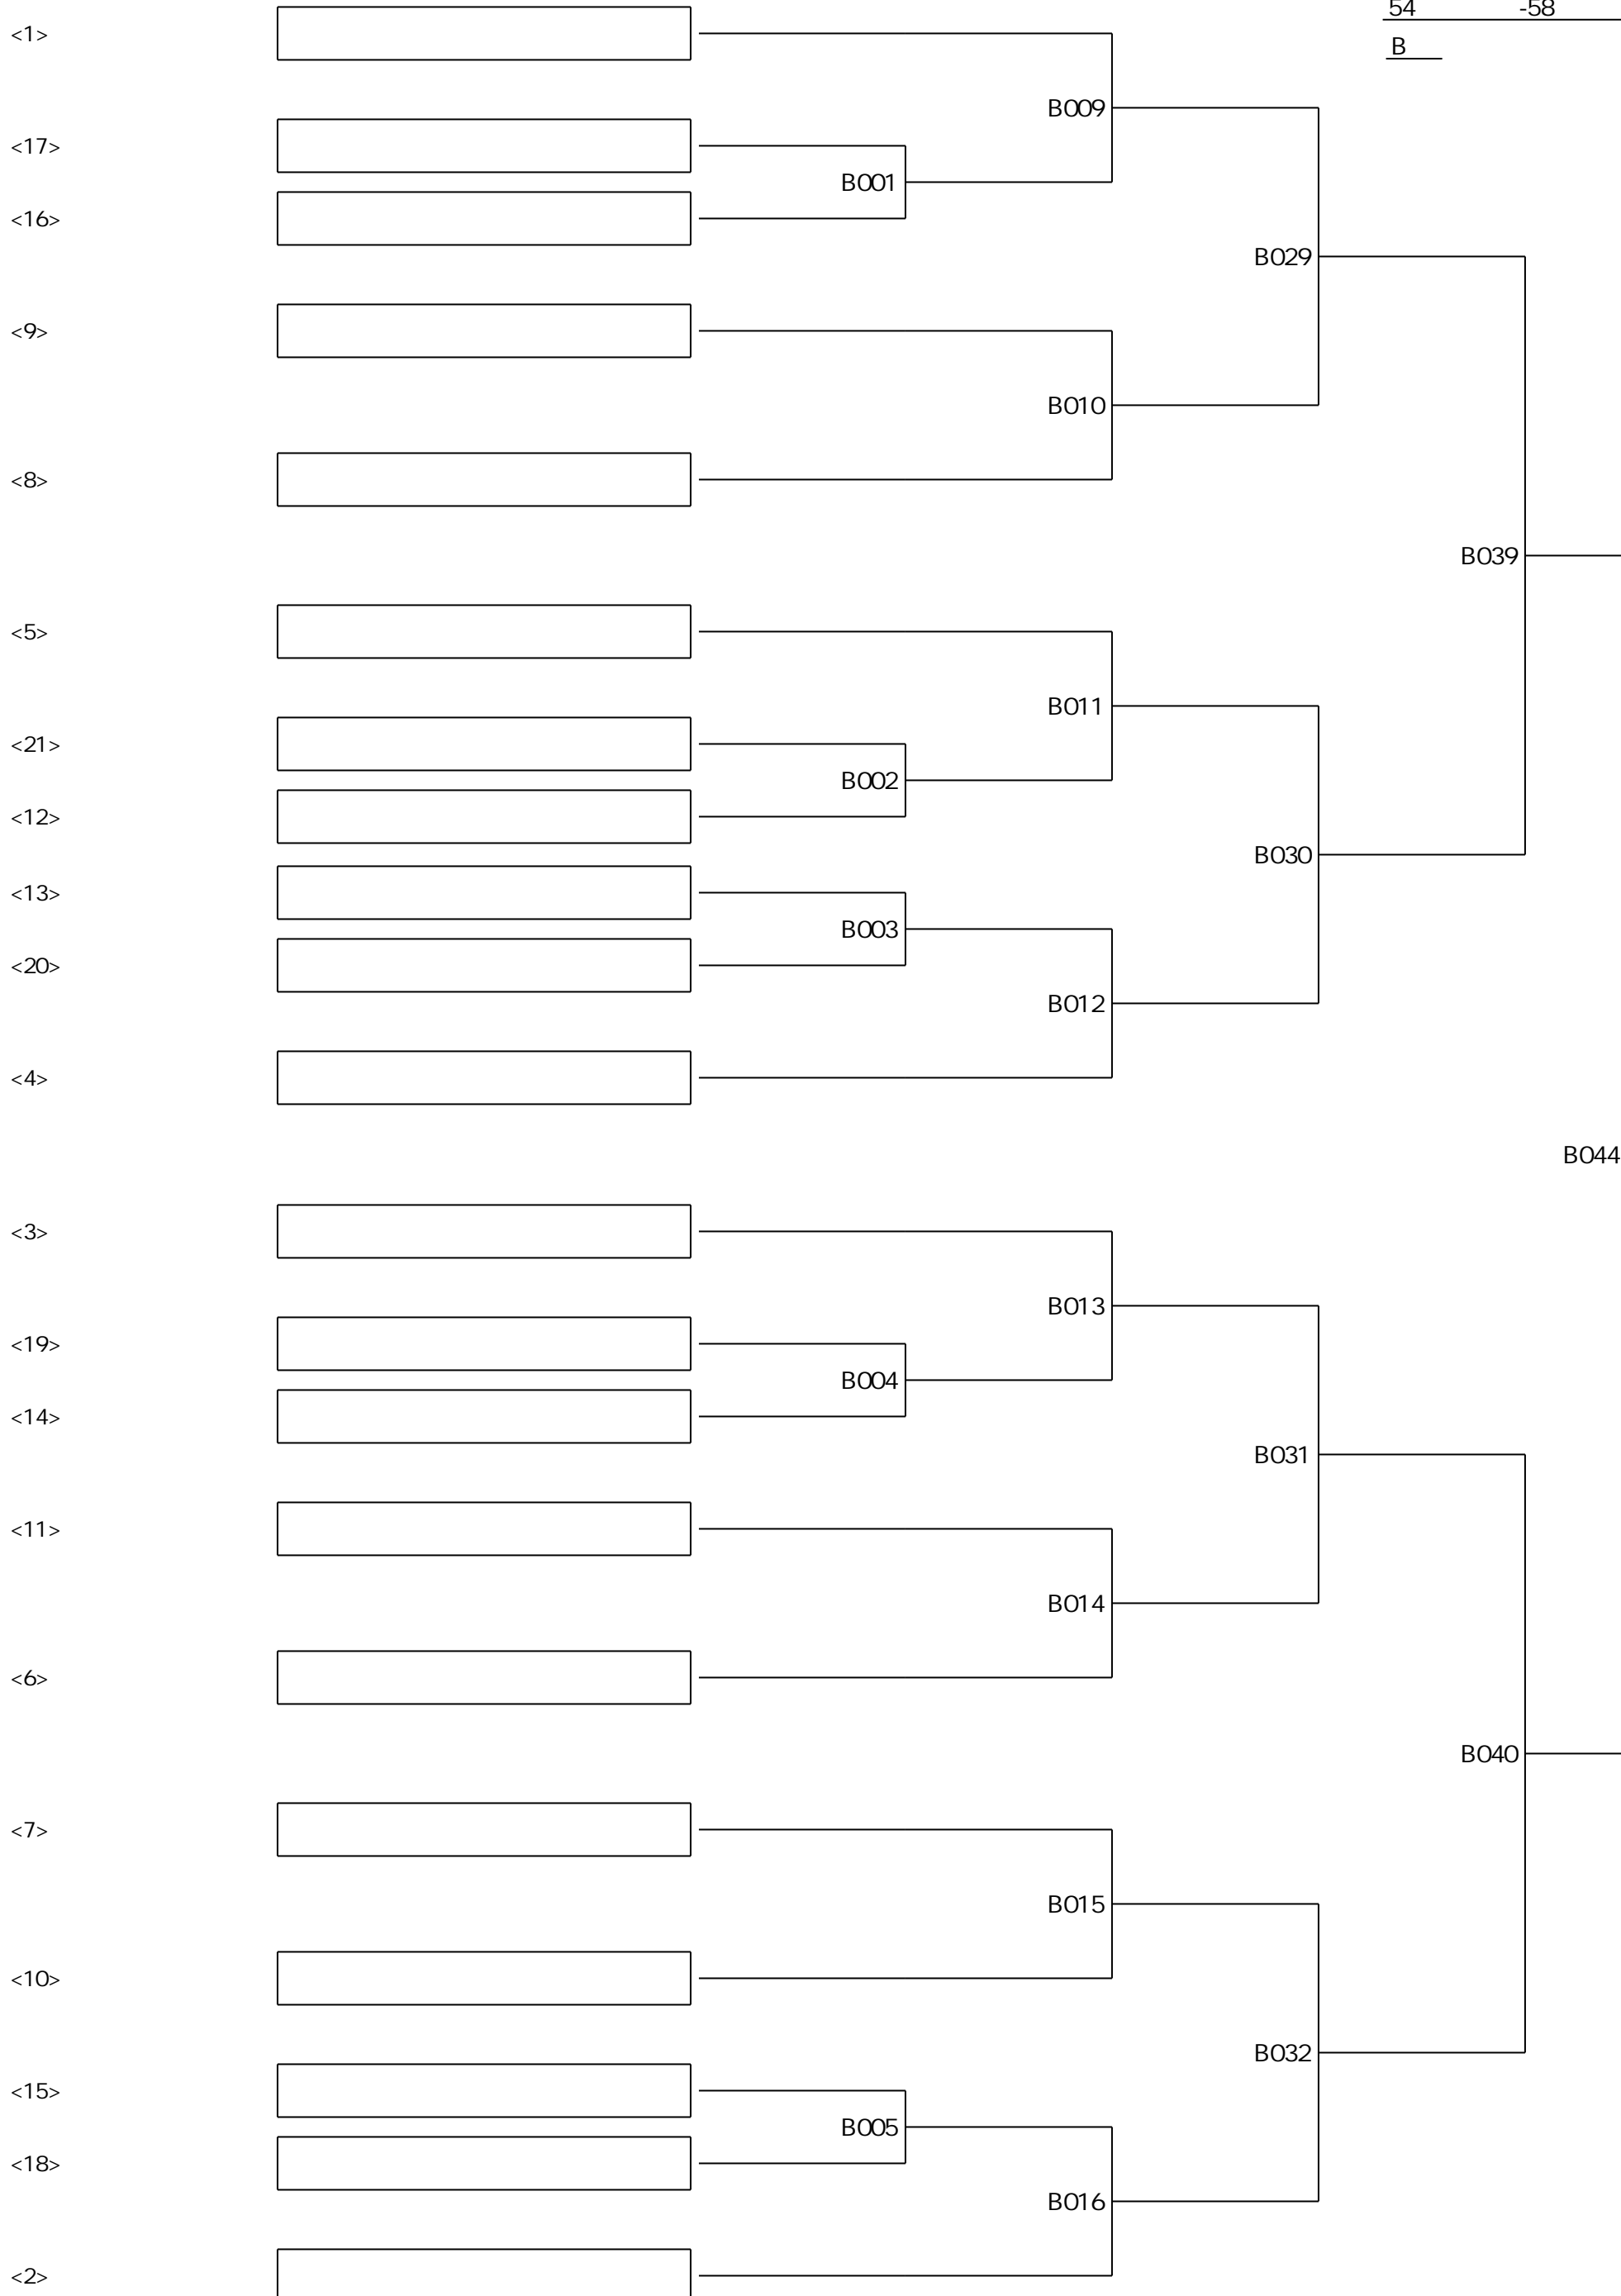 54 -58
<1>
B
B009
<17>
B001
<16>
B029
<9>
B010
<8>
B039
<5>
B011
<21>
B002
<12>
B030
<13>
B003
<20>
B012
<4>
B044
<3>
B013
<19>
B004
<14>
B031
<11>
B014
<6>
B040
<7>
B015
<10>
B032
<15>
B005
<18>
B016
<2>